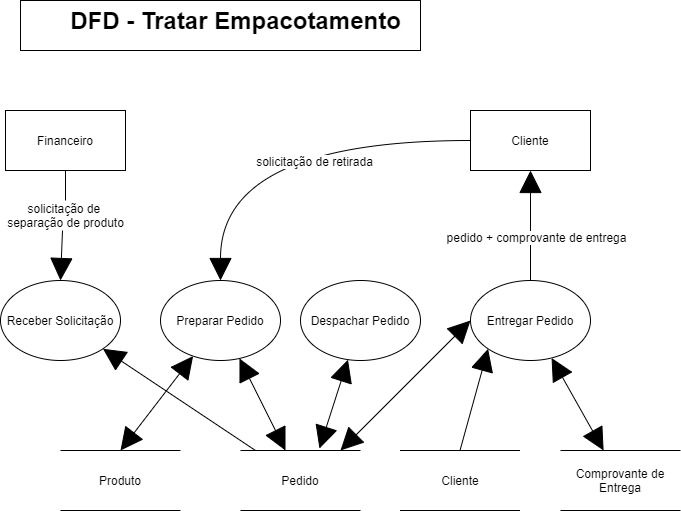 DFD - Tratar Empacotamento
Financeiro
Cliente
solicitação de retirada
solicitação de
separação de produto
pedido + comprovante de entrega
Receber Solicitação
Preparar Pedido
Despachar Pedido
Entregar Pedido
Produto
Pedido
Cliente
Comprovante de
Entrega